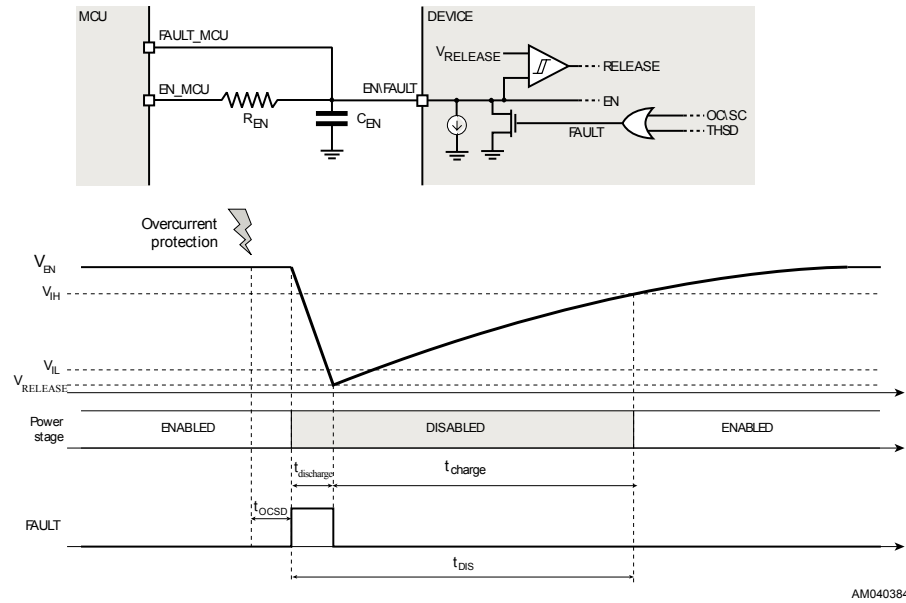 MCU
DEVICE
FAULT_MCU
VRELEASE
RELEASE
EN_MCU
EN\FAULT
EN
REN
CEN
FAULT
OC\SC
THSD
Overcurrent
protection
VEN
VIH
VIL
VRELEASE
Power
stage
ENABLED
DISABLED
ENABLED
tdischarge
tcharge
tOCSD
FAULT
tDIS
AM040384